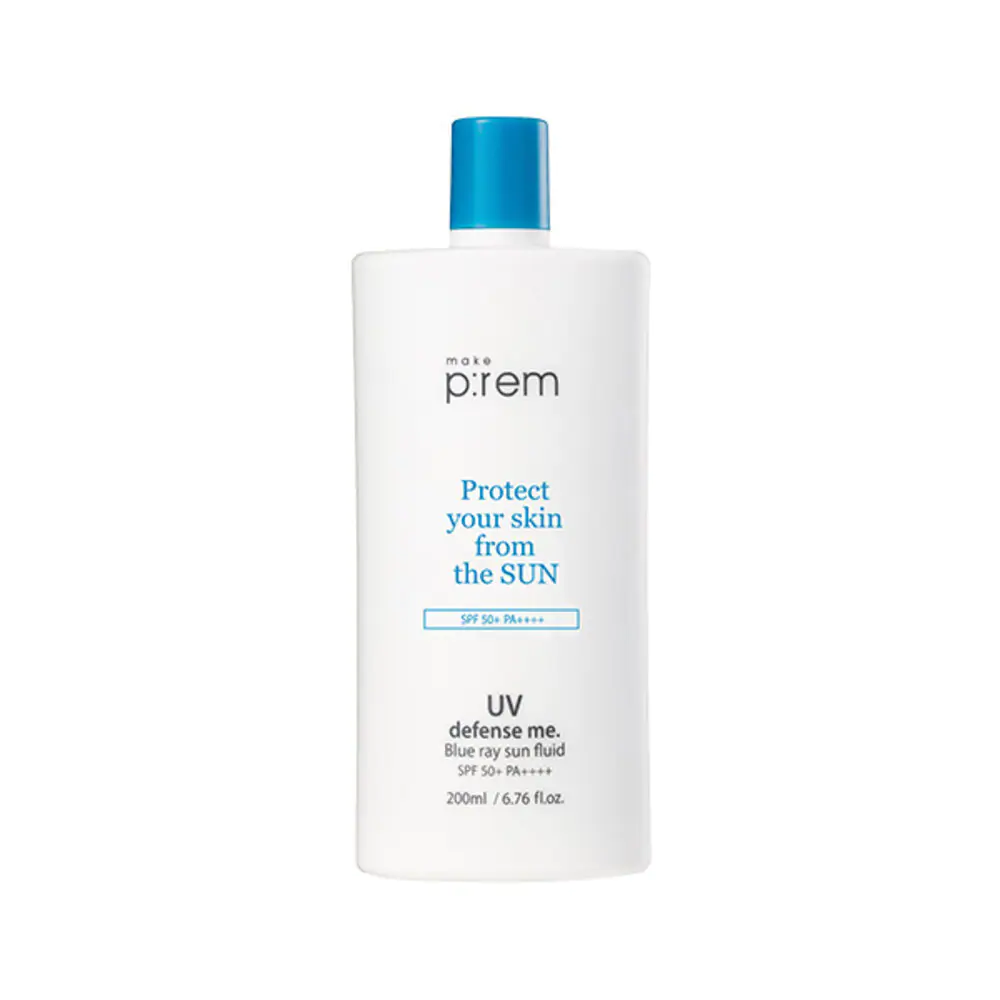 make
p:rem
Protect
your skin
from
the SUN
SPF 50+ PA++++
UV
defense me.
Blue ray sun fluid
SPF 50+ PA++++
200ml / 6.76 fl.oz.